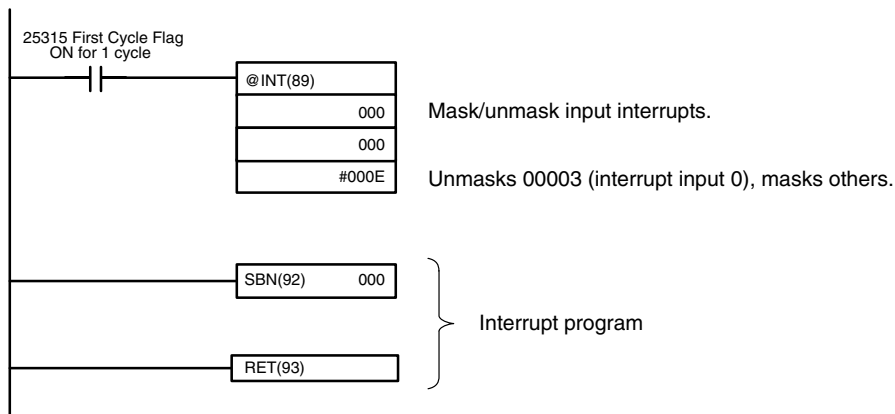 25315 First Cycle Flag
ON for 1 cycle
@INT(89)
000
Mask/unmask input interrupts.
000
#000E
Unmasks 00003 (interrupt input 0), masks others.
SBN(92) 000
Interrupt program
RET(93)